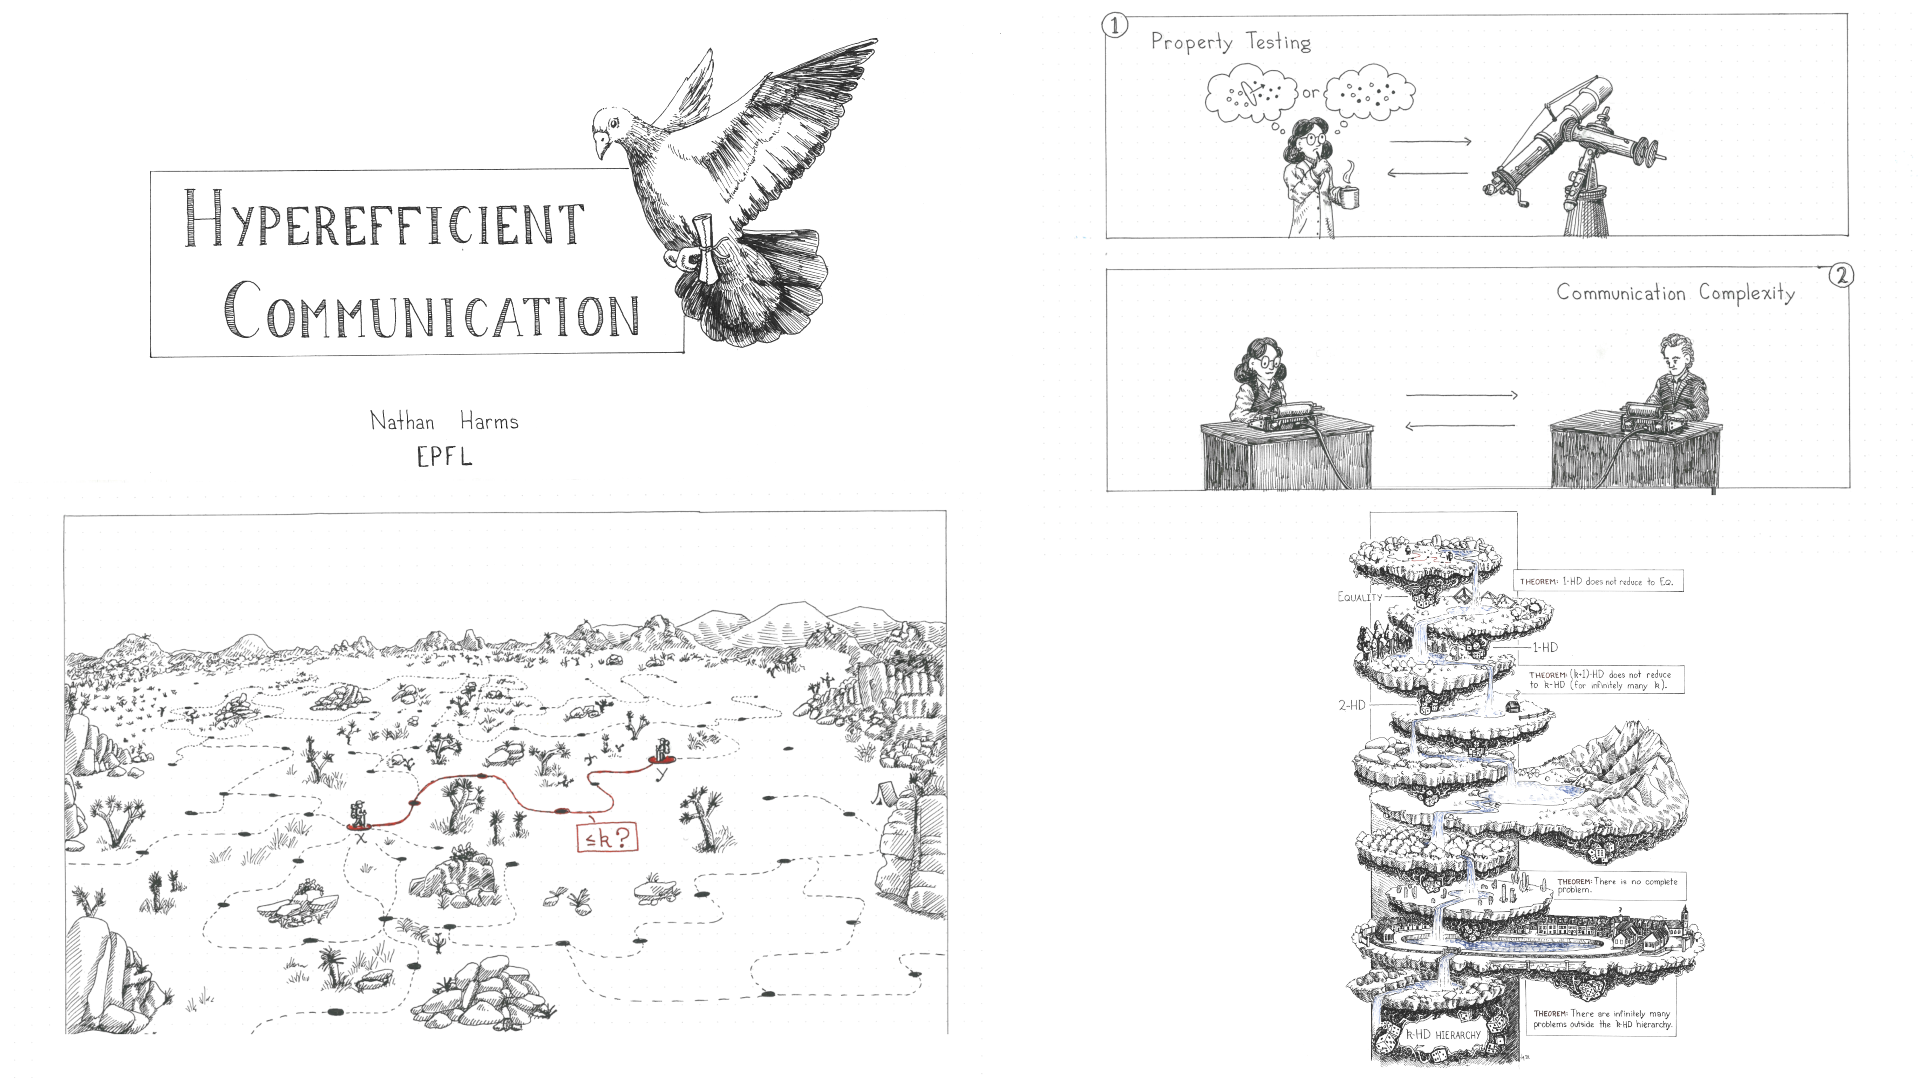 HYPEREFFICIENT
COMMUNICATION
Nathan Harms
EPFL
1
Property Testing
or
2
Communication Complexity
x
y
≤k?
THEOREM: 1-HD does not reduce to EQ.
EQUALITY
1-HD
THEOREM: (k+1)-HD does not reduce
to k-HD (for infinitely many k).
2-HD
THEOREM: There is no complete
problem.
THEOREM: There are infinitely many
problems outside the k-HD hierarchy.
k-HD HIERARCHY